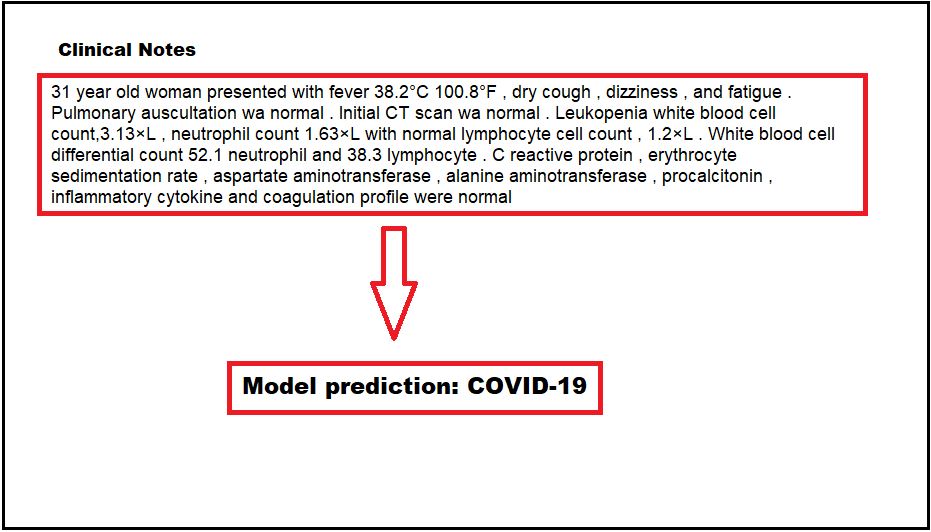 Clinical Notes
31 year old woman presented with fever 38.2°C 100.8°F , dry cough , dizziness , and fatigue .
Pulmonary auscultation wa normal . Initial CT scan wa normal . Leukopenia white blood cell
count,3.13×L , neutrophil count 1.63×L with normal lymphocyte cell count , 1.2×L . White blood cell
differential count 52.1 neutrophil and 38.3 lymphocyte . C reactive protein , erythrocyte
sedimentation rate , aspartate aminotransferase , alanine aminotransferase , procalcitonin ,
inflammatory cytokine and coagulation profile were normal
Model prediction: COVID-19